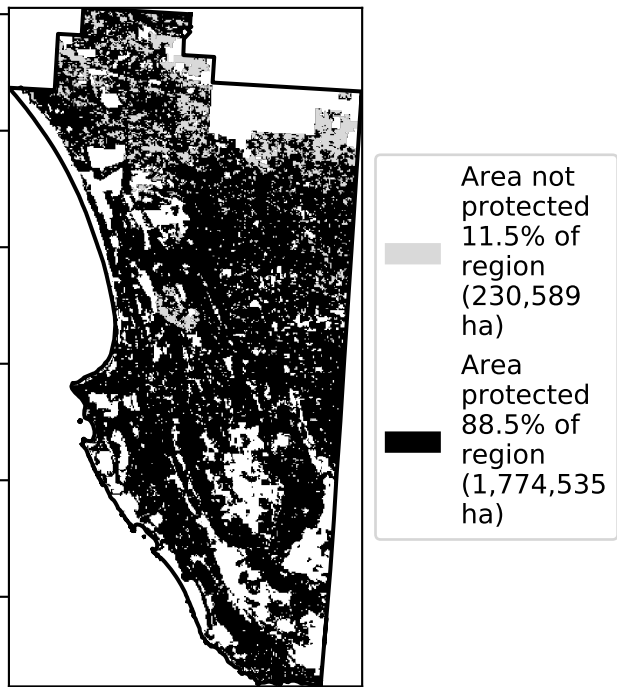 Area not
protected
11.5% of
region
(230,589
ha)
Area
protected
88.5% of
region
(1,774,535
ha)